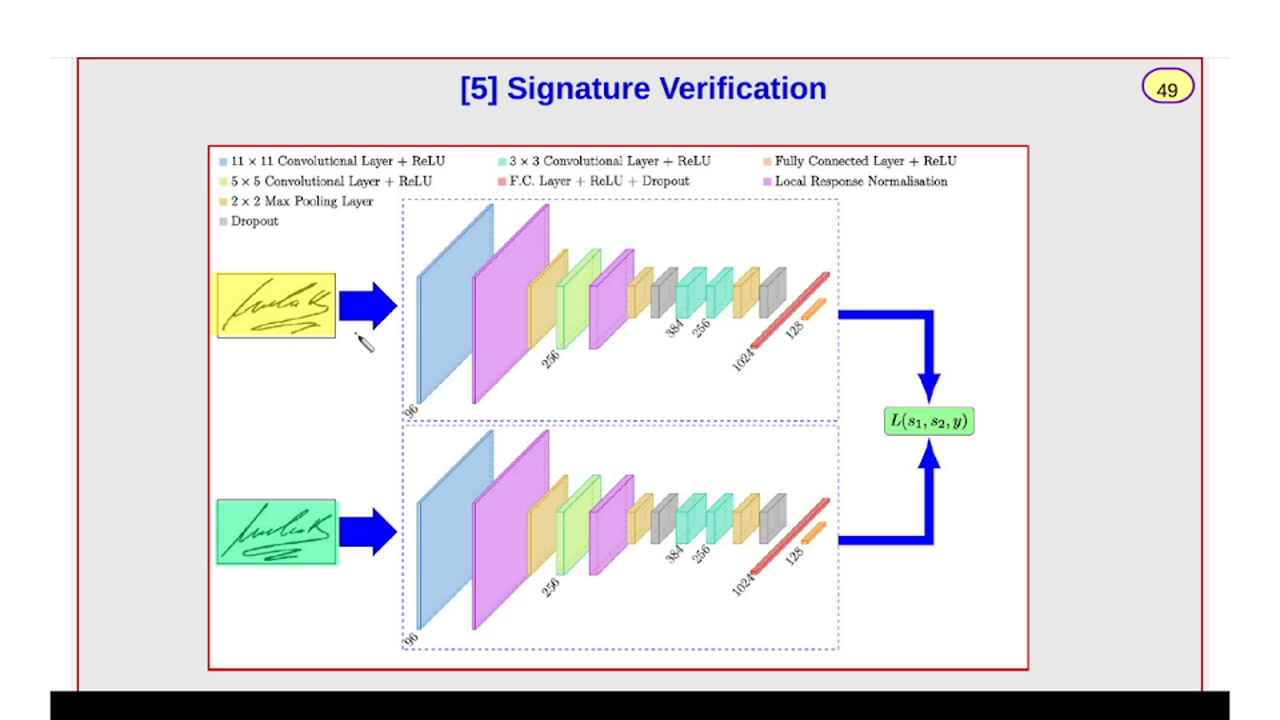 [5] Signature Verification
49
11 × 11 Convolutional Layer + ReLU
3 × 3 Convolutional Layer + ReLU
Fully Connected Layer + ReLU
5 × 5 Convolutional Layer + ReLU
F.C. Layer + ReLU + Dropout
Local Response Normalisation
2 × 2 Max Pooling Layer
Dropout
96
256
384
256
1024
128
L(s₁, s₂, y)
96
256
384
256
1024
128